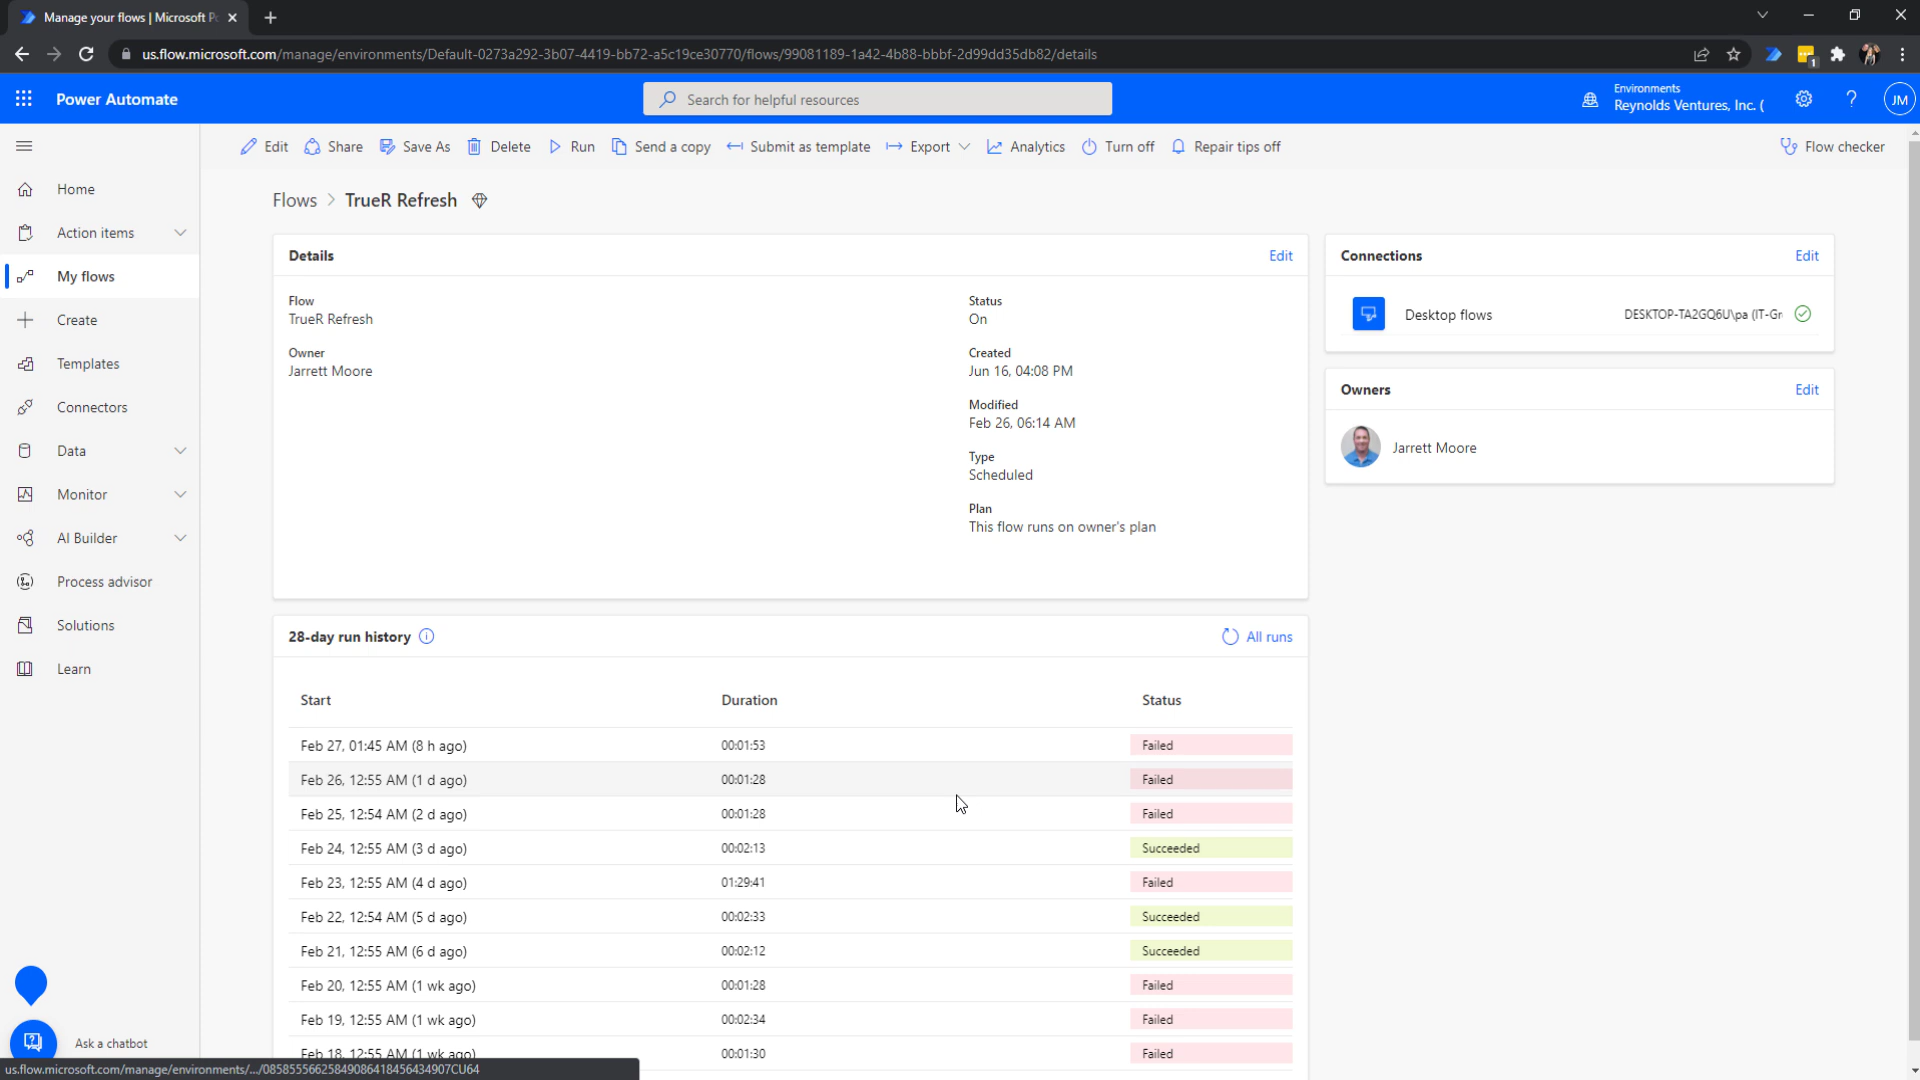 Manage your flows | Microsoft P
us.flow.microsoft.com/manage/environments/Default-0273a292-3b07-4419-bb72-a5c19ce30770/flows/99081189-1a42-4b88-bbbf-2d99dd35db82/details
1
Power Automate
Search for helpful resources
Environments
Reynolds Ventures, Inc. (
?
JM
Edit Share Save As Delete Run Send a copy Submit as template Export Analytics Turn off Repair tips off Flow checker
Home
Action items
My flows
Create
Templates
Connectors
Data
Monitor
AI Builder
Process advisor
Solutions
Learn
Ask a chatbot
Flows > TrueR Refresh
Details Edit
Flow
TrueR Refresh
Owner
Jarrett Moore
Status
On
Created
Jun 16, 04:08 PM
Modified
Feb 26, 06:14 AM
Type
Scheduled
Plan
This flow runs on owner's plan
Connections Edit
Desktop flows DESKTOP-TA2GQ6U\pa (IT-Gr
Owners Edit
Jarrett Moore
28-day run history All runs
Start Duration Status
Feb 27, 01:45 AM (8 h ago) 00:01:53 Failed
Feb 26, 12:55 AM (1 d ago) 00:01:28 Failed
Feb 25, 12:54 AM (2 d ago) 00:01:28 Failed
Feb 24, 12:55 AM (3 d ago) 00:02:13 Succeeded
Feb 23, 12:55 AM (4 d ago) 01:29:41 Failed
Feb 22, 12:54 AM (5 d ago) 00:02:33 Succeeded
Feb 21, 12:55 AM (6 d ago) 00:02:12 Succeeded
Feb 20, 12:55 AM (1 wk ago) 00:01:28 Failed
Feb 19, 12:55 AM (1 wk ago) 00:02:34 Failed
Feb 18, 12:55 AM (1 wk ago) 00:01:30 Failed
us.flow.microsoft.com/manage/environments/.../08585556625849086418456434907CU64